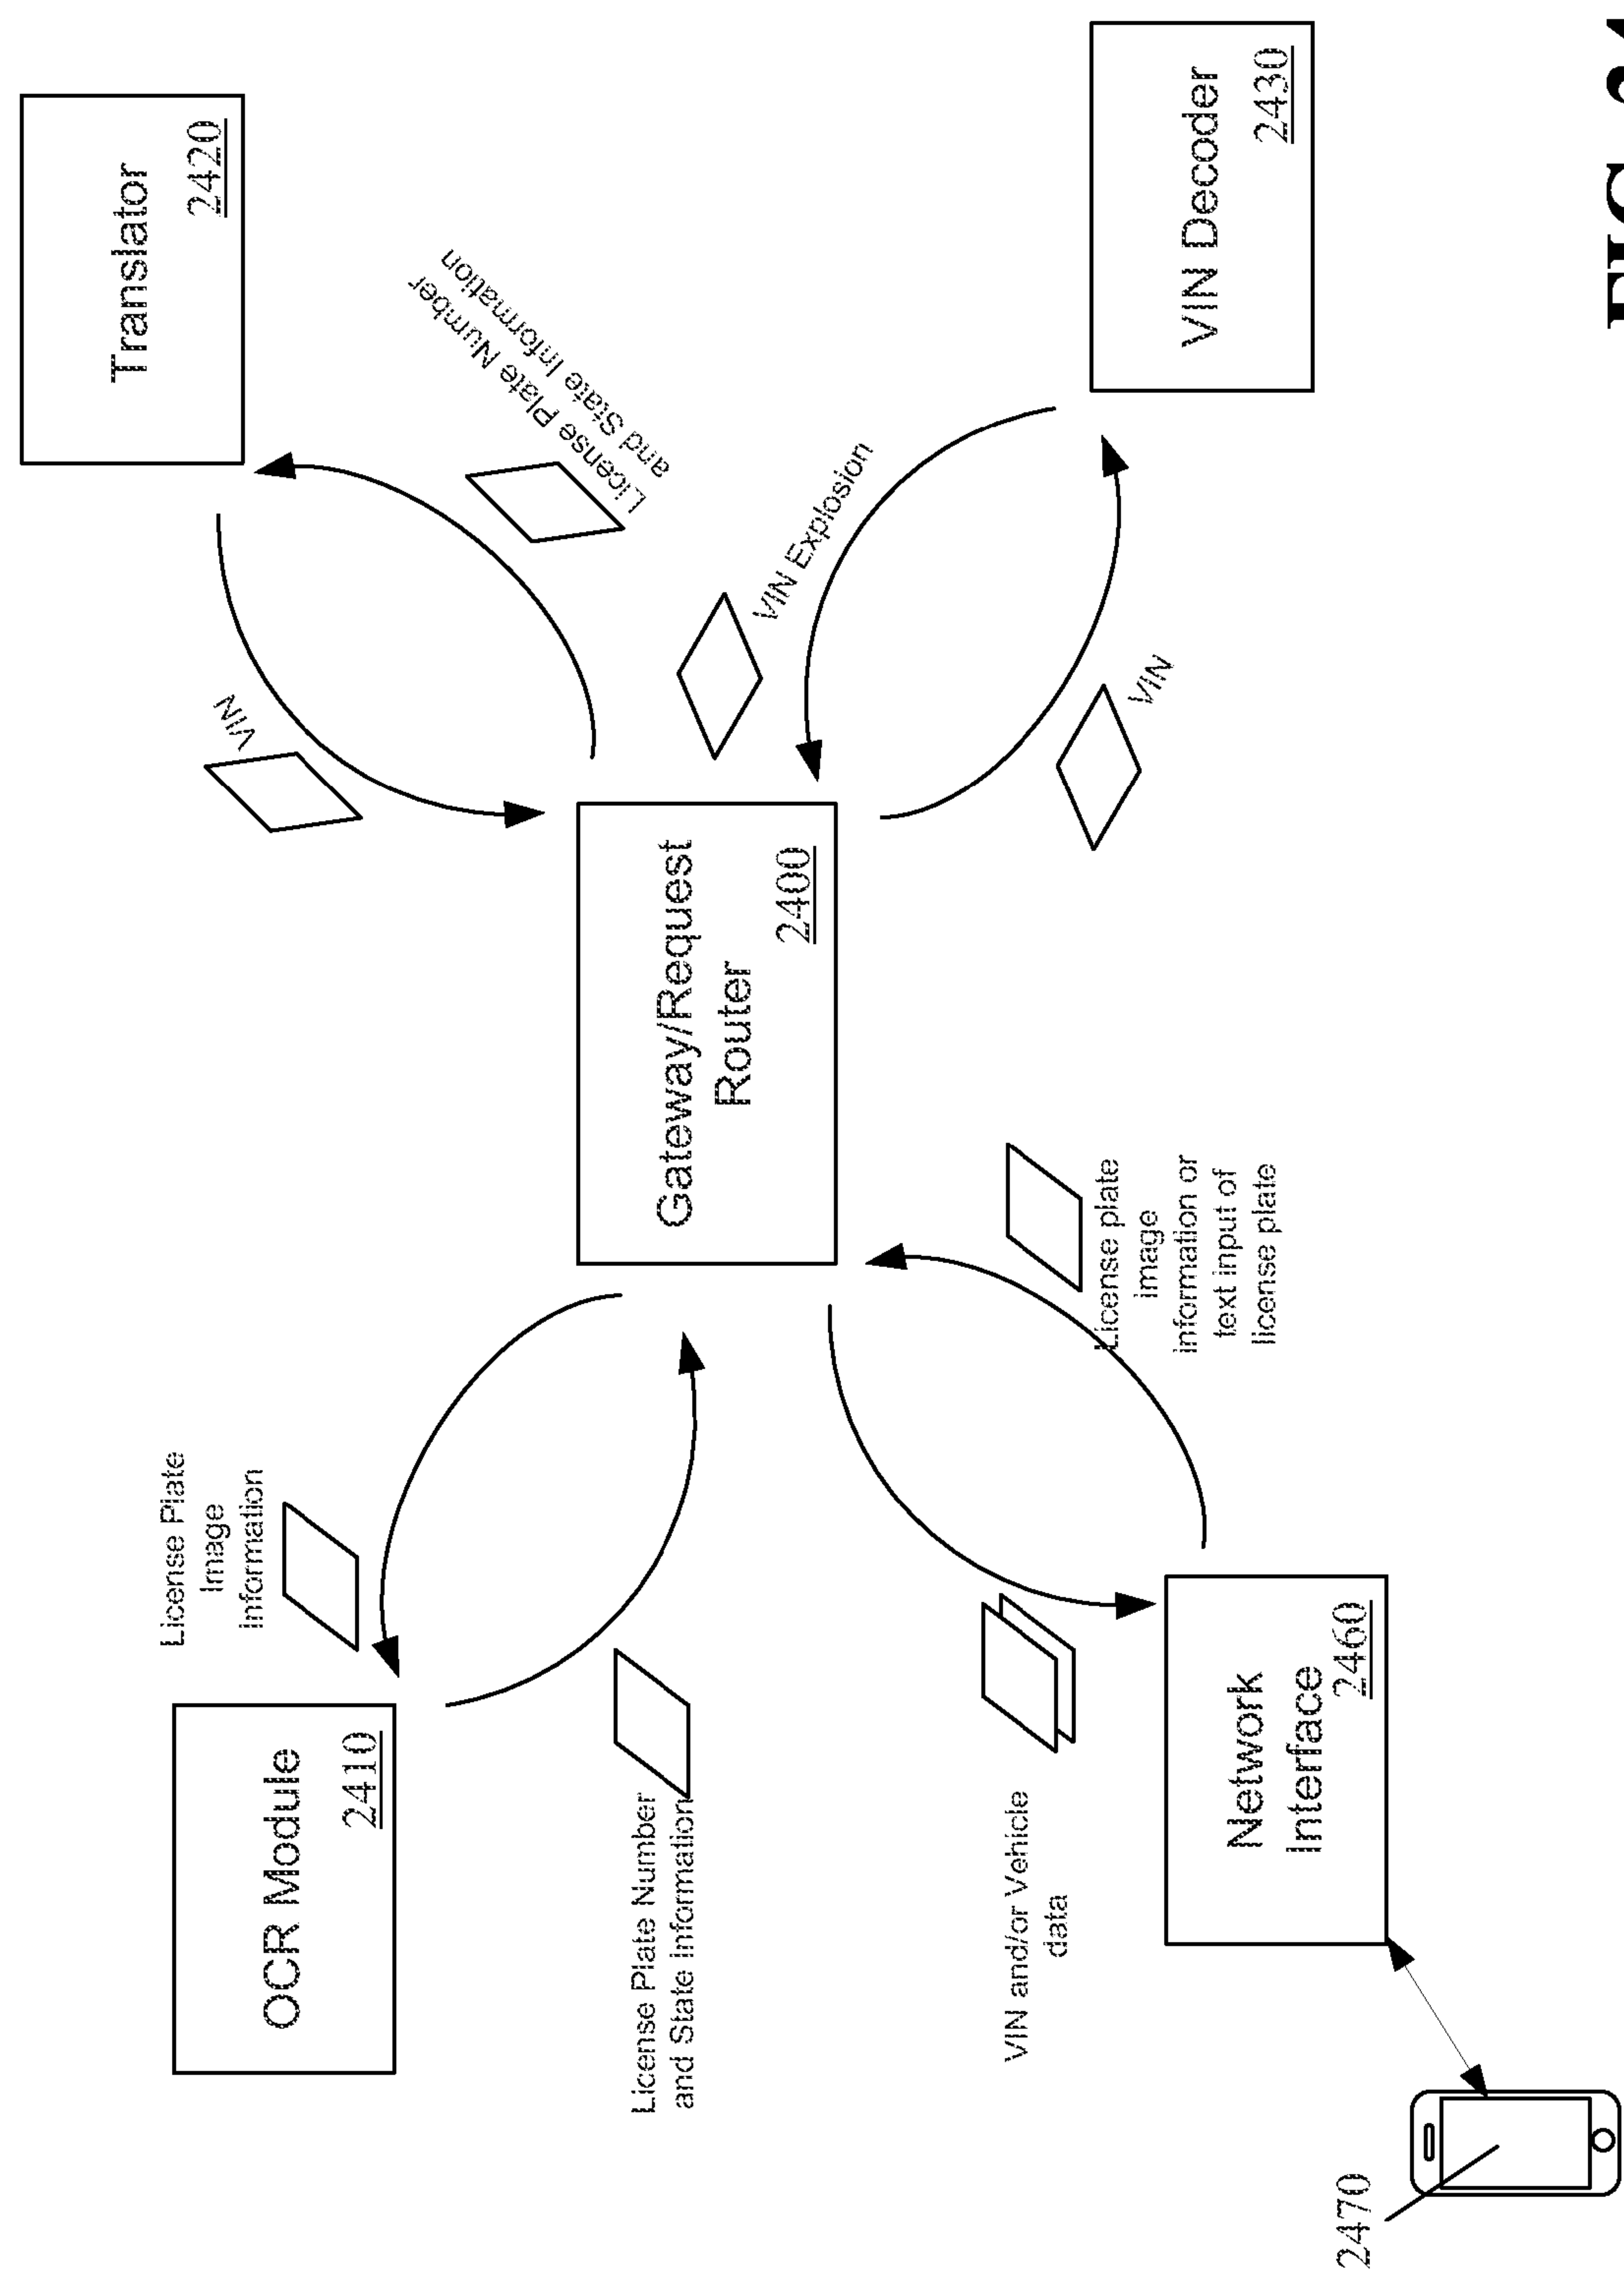 OCR Module
2410
License Plate
Image
Information
License Plate Number
and State Information
Translator
2420
VIN
License Plate Number
and State Information
Gateway/Request
Router
2400
VIN Explosion
VIN
VIN Decoder
2430
VIN and/or Vehicle
data
License plate
image
information or
text input of
license plate
Network
Interface
2460
2470